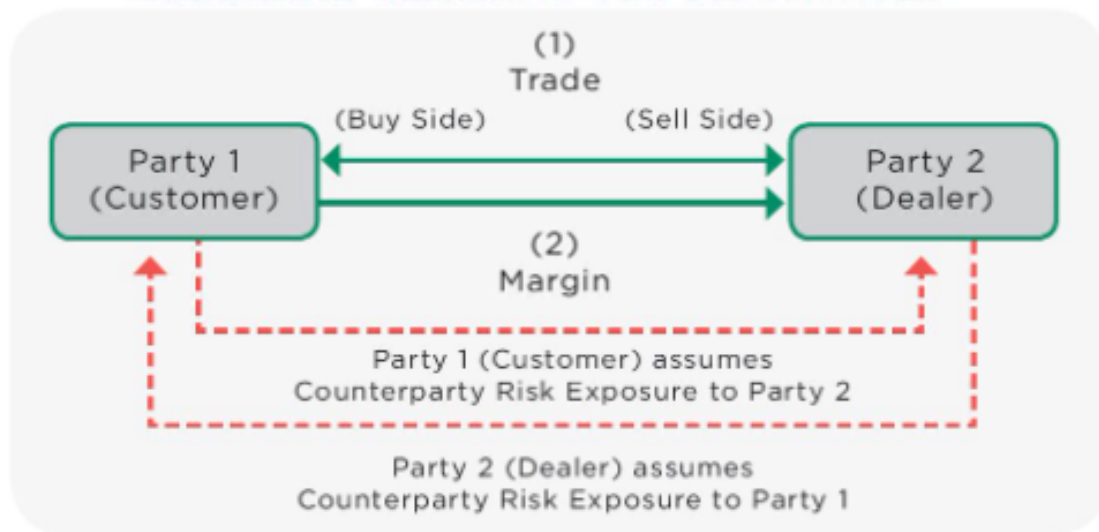 (1)
Trade
(Buy Side) (Sell Side)
Party 1
(Customer)
Party 2
(Dealer)
(2)
Margin
Party 1 (Customer) assumes
Counterparty Risk Exposure to Party 2
Party 2 (Dealer) assumes
Counterparty Risk Exposure to Party 1